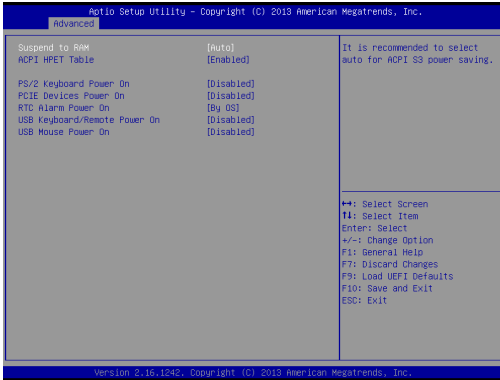 Aptio Setup Utility – Copyright (C) 2013 American Megatrends, Inc.
Advanced
Suspend to RAM [Auto]
ACPI HPET Table [Enabled]
PS/2 Keyboard Power On [Disabled]
PCIE Devices Power On [Disabled]
RTC Alarm Power On [By OS]
USB Keyboard/Remote Power On [Disabled]
USB Mouse Power On [Disabled]
It is recommended to select
auto for ACPI S3 power saving.
↔: Select Screen
↑↓: Select Item
Enter: Select
+/-: Change Option
F1: General Help
F7: Discard Changes
F9: Load UEFI Defaults
F10: Save and Exit
ESC: Exit
Version 2.16.1242. Copyright (C) 2013 American Megatrends, Inc.